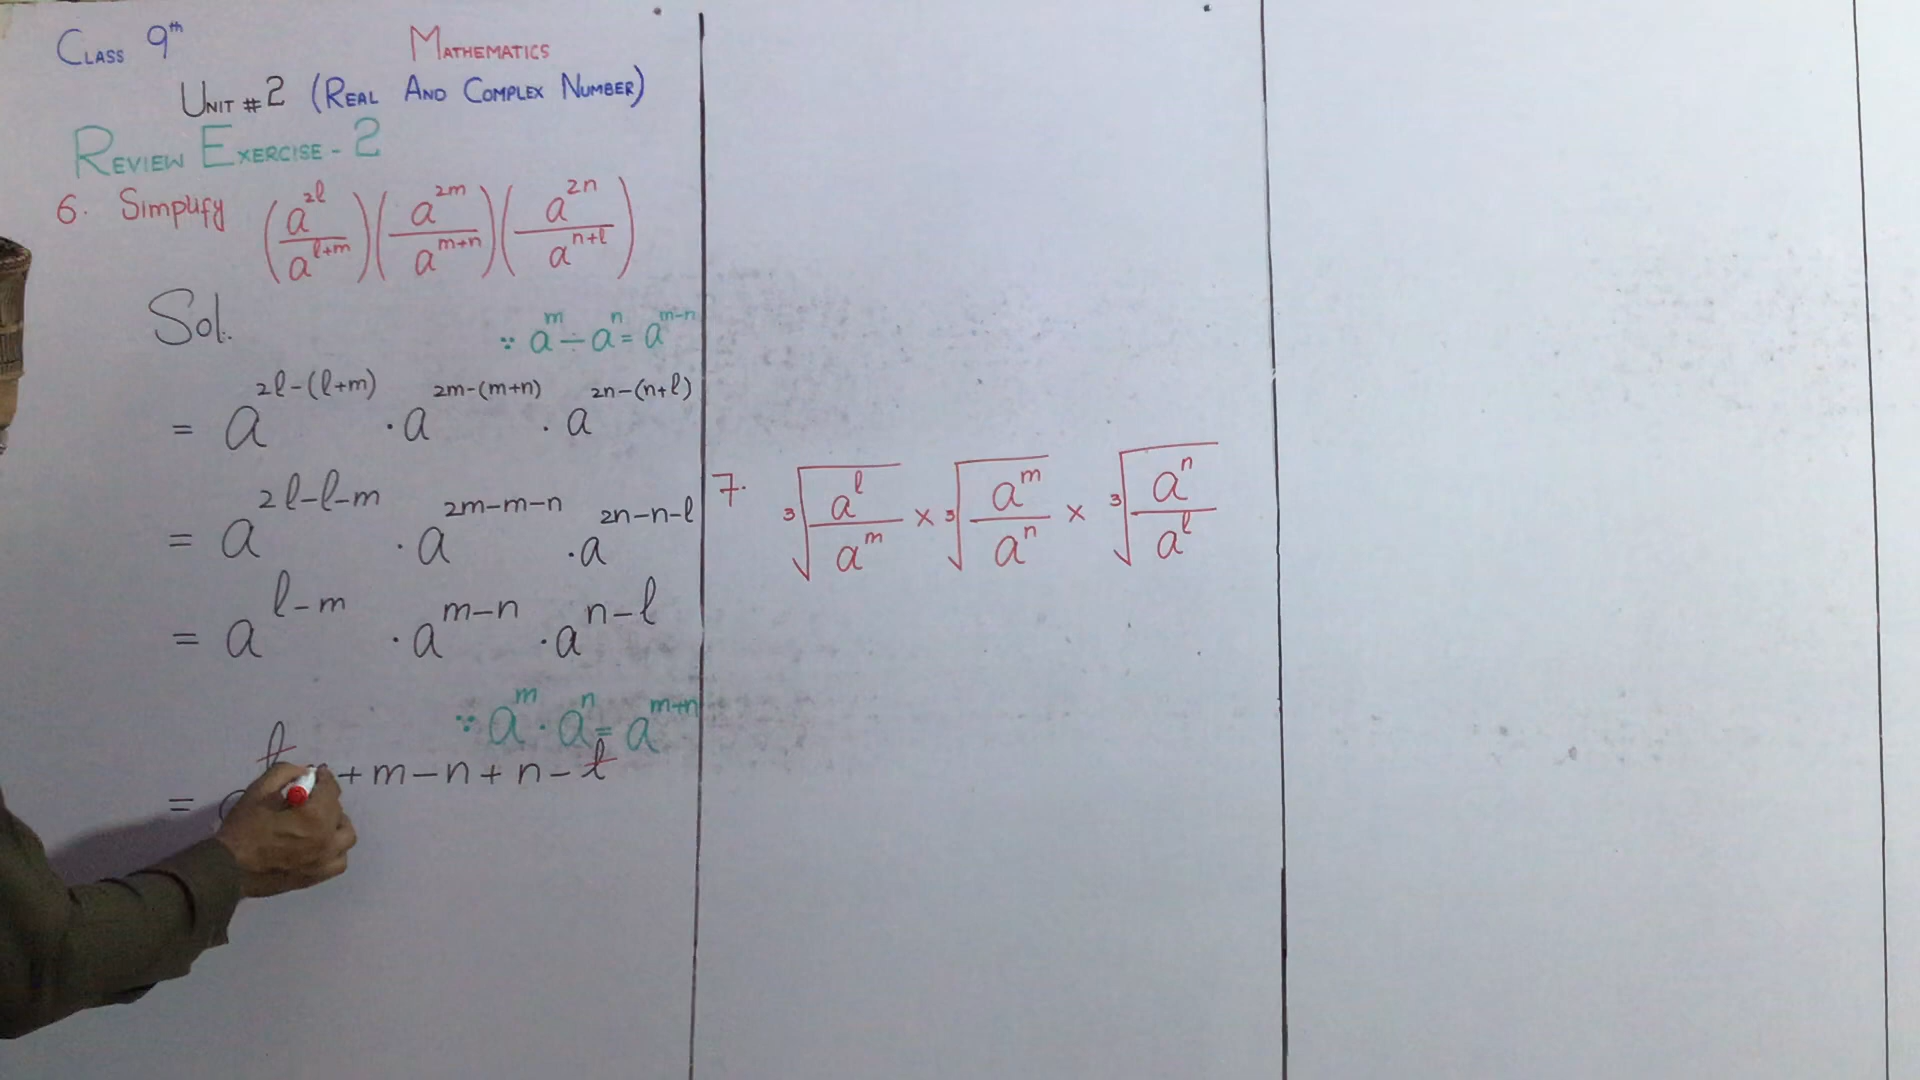 CLASS 9th MATHEMATICS
UNIT #2 (REAL AND COMPLEX NUMBER)
REVIEW EXERCISE - 2
6. Simplify (a^{2l}/a^{l+m})(a^{2m}/a^{m+n})(a^{2n}/a^{n+l})
Sol.
∵ a^m ÷ a^n = a^{m-n}
= a^{2l-(l+m)} · a^{2m-(m+n)} · a^{2n-(n+l)}
= a^{2l-l-m} · a^{2m-m-n} · a^{2n-n-l}
= a^{l-m} · a^{m-n} · a^{n-l}
∵ a^m · a^n = a^{m+n}
l +m-n+n-l
=
7. ∛(a^l/a^m) × ∛(a^m/a^n) × ∛(a^n/a^l)